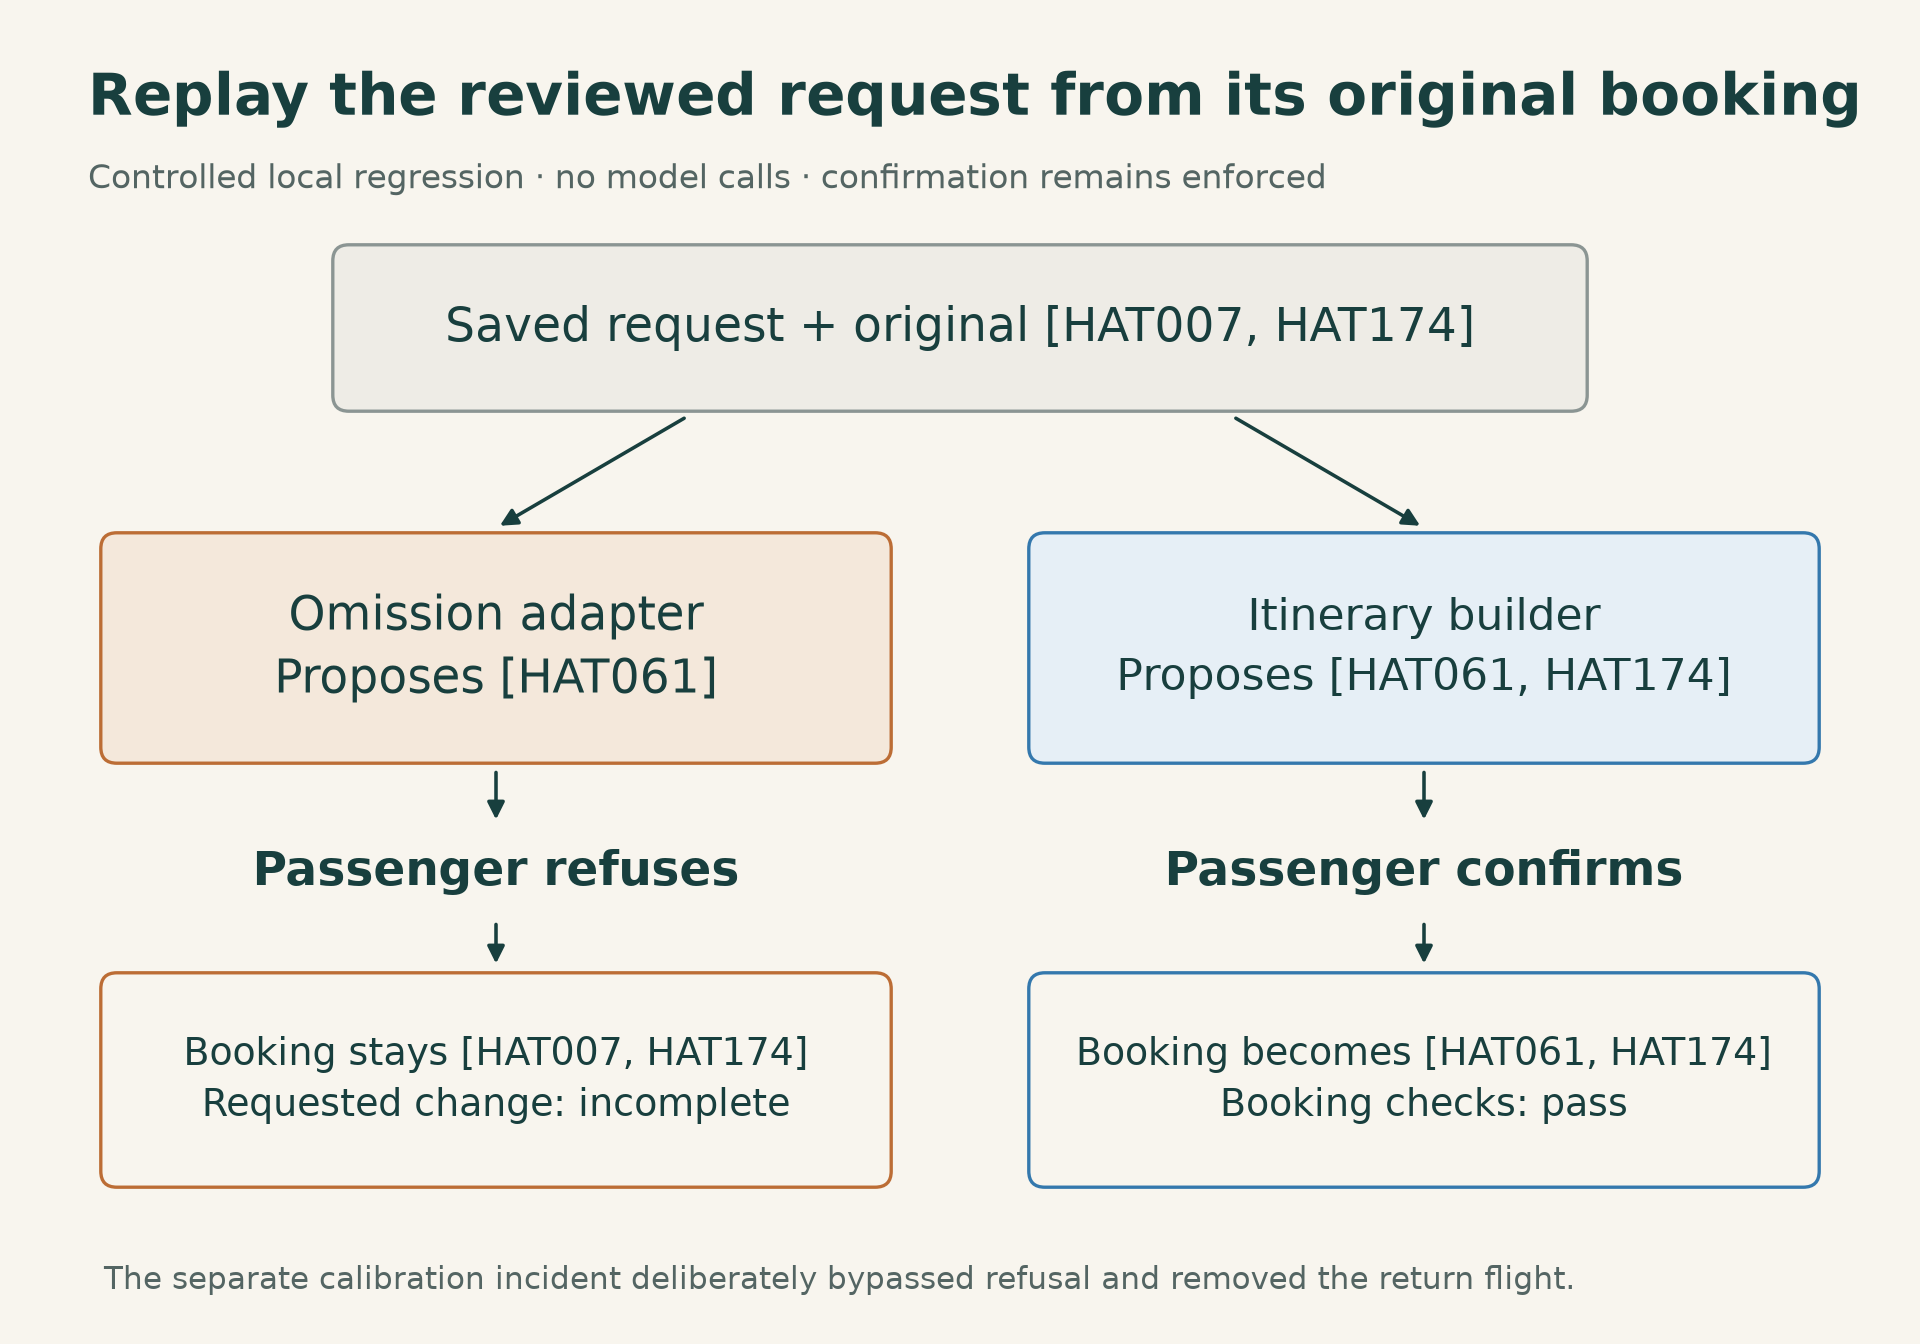 Replay the reviewed request from its original booking
Controlled local regression · no model calls · confirmation remains enforced
Saved request + original [HAT007, HAT174]
Omission adapter
Proposes [HAT061]
Itinerary builder
Proposes [HAT061, HAT174]
Passenger refuses
Passenger confirms
Booking stays [HAT007, HAT174]
Requested change: incomplete
Booking becomes [HAT061, HAT174]
Booking checks: pass
The separate calibration incident deliberately bypassed refusal and removed the return flight.